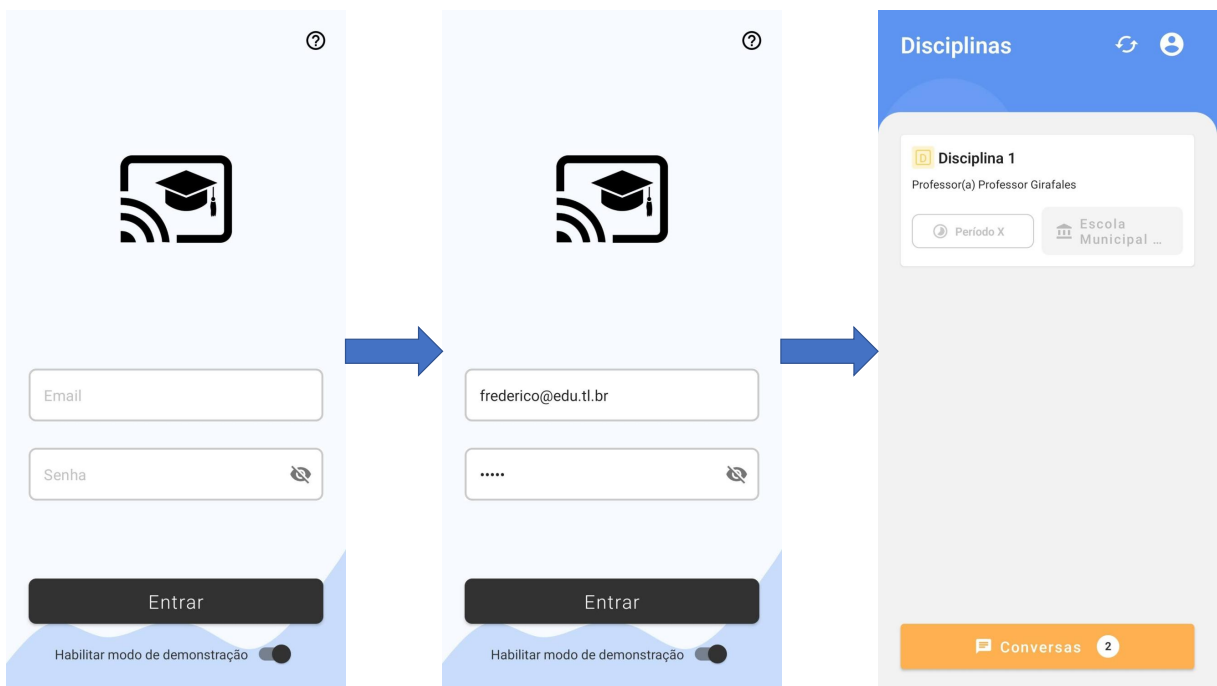 Email
Senha
Entrar
Habilitar modo de demonstração
frederico@edu.tl.br
•••••
Entrar
Habilitar modo de demonstração
Disciplinas
D
Disciplina 1
Professor(a) Professor Girafales
Período X
Escola
Municipal ...
Conversas 2